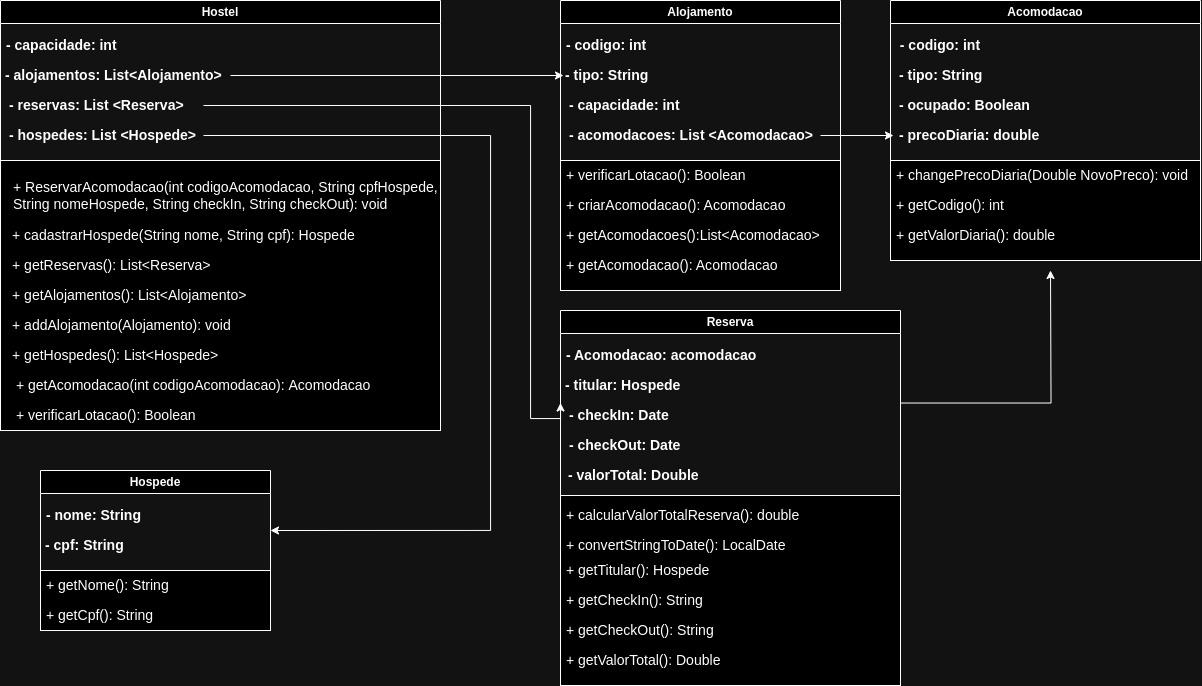 Hostel
- capacidade: int
- alojamentos: List<Alojamento>
- reservas: List <Reserva>
- hospedes: List <Hospede>
+ ReservarAcomodacao(int codigoAcomodacao, String cpfHospede,
String nomeHospede, String checkIn, String checkOut): void
+ cadastrarHospede(String nome, String cpf): Hospede
+ getReservas(): List<Reserva>
+ getAlojamentos(): List<Alojamento>
+ addAlojamento(Alojamento): void
+ getHospedes(): List<Hospede>
+ getAcomodacao(int codigoAcomodacao): Acomodacao
+ verificarLotacao(): Boolean
Alojamento
- codigo: int
- tipo: String
- capacidade: int
- acomodacoes: List <Acomodacao>
+ verificarLotacao(): Boolean
+ criarAcomodacao(): Acomodacao
+ getAcomodacoes():List<Acomodacao>
+ getAcomodacao(): Acomodacao
Acomodacao
- codigo: int
- tipo: String
- ocupado: Boolean
- precoDiaria: double
+ changePrecoDiaria(Double NovoPreco): void
+ getCodigo(): int
+ getValorDiaria(): double
Reserva
- Acomodacao: acomodacao
- titular: Hospede
- checkIn: Date
- checkOut: Date
- valorTotal: Double
+ calcularValorTotalReserva(): double
+ convertStringToDate(): LocalDate
+ getTitular(): Hospede
+ getCheckIn(): String
+ getCheckOut(): String
+ getValorTotal(): Double
Hospede
- nome: String
- cpf: String
+ getNome(): String
+ getCpf(): String